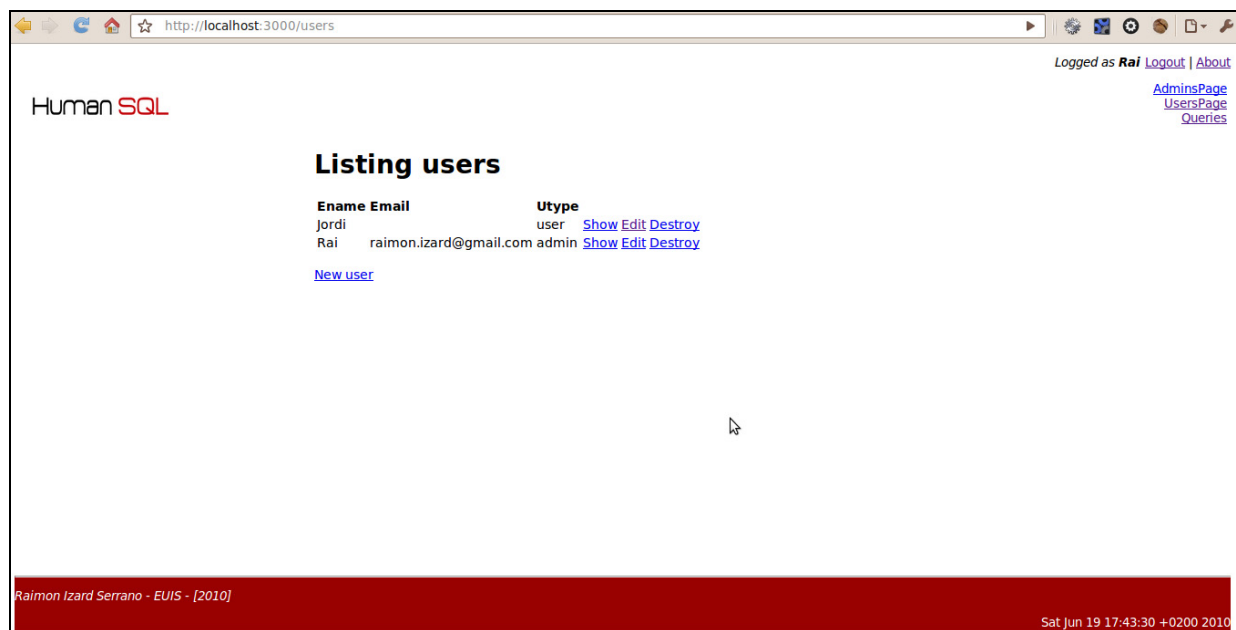 http://localhost:3000/users
Logged as Rai Logout | About
AdminsPage
Human SQL
UsersPage
Queries
Listing users
Ename Email Utype
Jordi user Show Edit Destroy
Rai raimon.izard@gmail.com admin Show Edit Destroy
New user
Raimon Izard Serrano - EUIS - [2010]
Sat Jun 19 17:43:30 +0200 2010